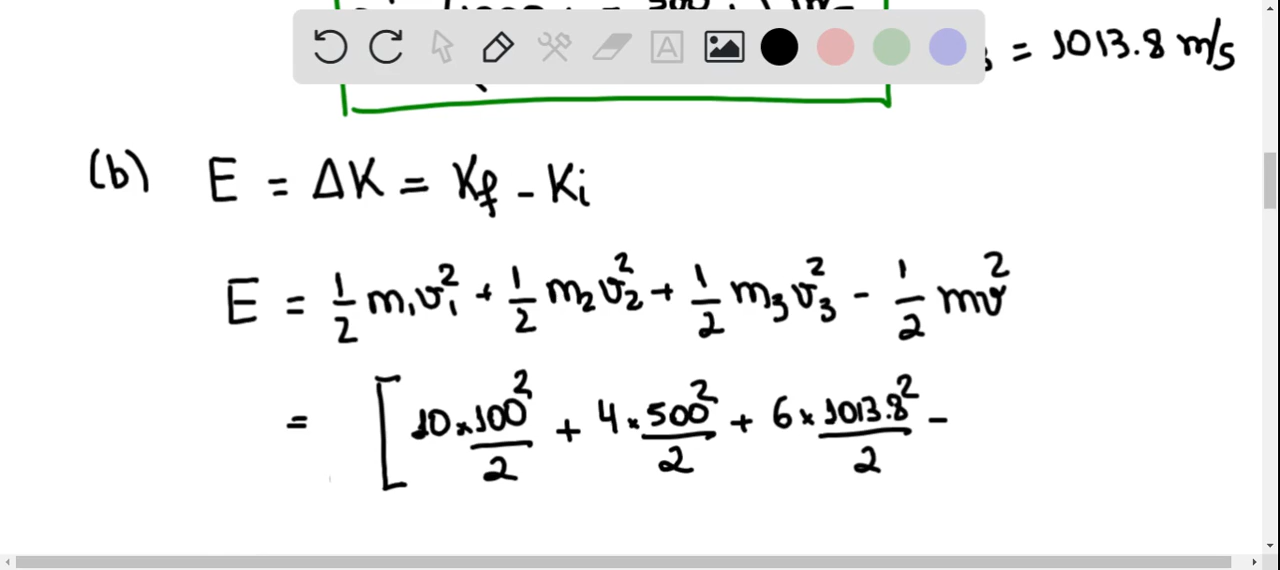 = 1013.8 m/s
(b) E = ΔK = Kf - Ki
E = 1/2 m₁v₁² + 1/2 m₂v₂² + 1/2 m₃v₃² - 1/2 mv²
= [ 10 × 100²/2 + 4 × 500²/2 + 6 × 1013.8²/2 -